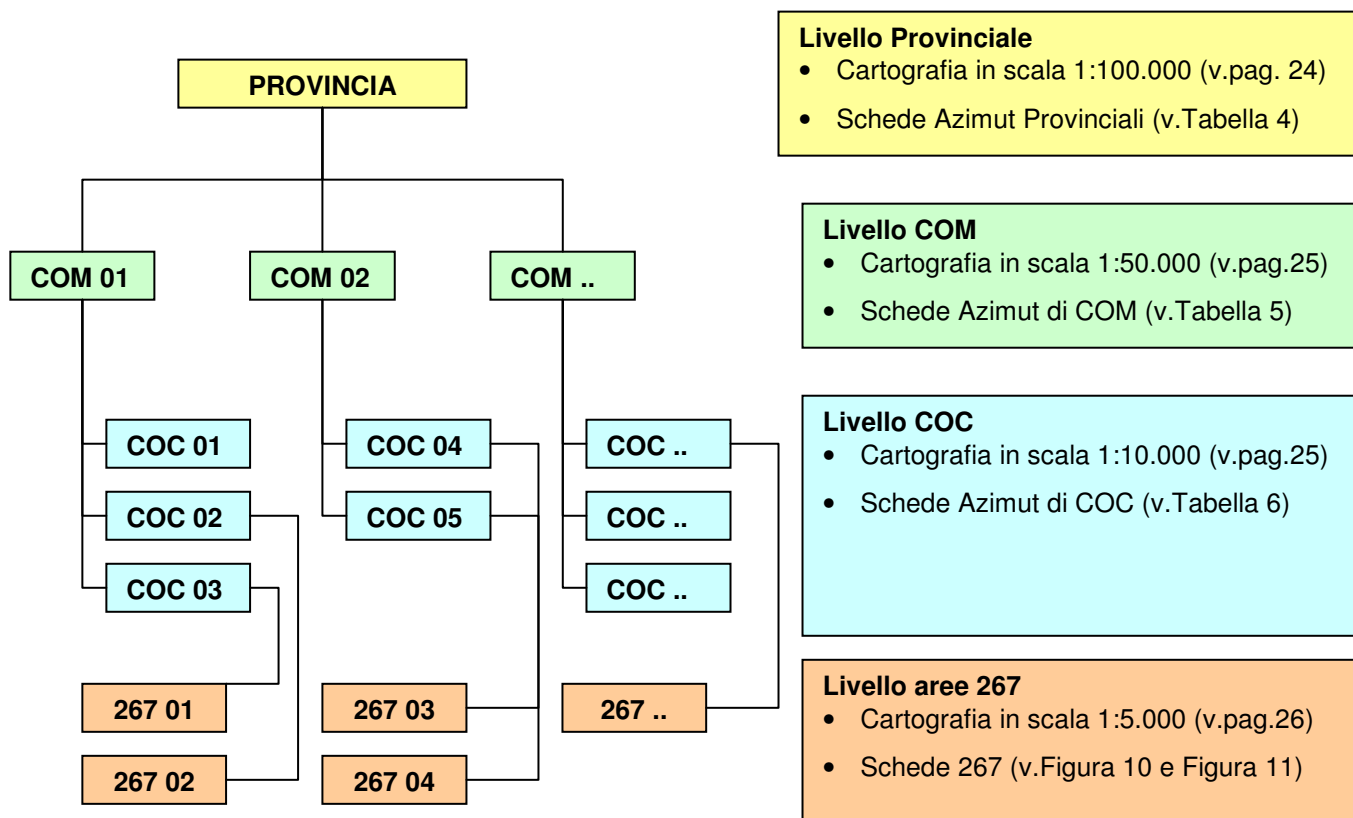 PROVINCIA
COM 01
COM 02
COM ..
COC 01
COC 04
COC ..
COC 02
COC 05
COC ..
COC 03
COC ..
267 01
267 03
267 ..
267 02
267 04
Livello Provinciale
• Cartografia in scala 1:100.000 (v.pag. 24)
• Schede Azimut Provinciali (v.Tabella 4)
Livello COM
• Cartografia in scala 1:50.000 (v.pag.25)
• Schede Azimut di COM (v.Tabella 5)
Livello COC
• Cartografia in scala 1:10.000 (v.pag.25)
• Schede Azimut di COC (v.Tabella 6)
Livello aree 267
• Cartografia in scala 1:5.000 (v.pag.26)
• Schede 267 (v.Figura 10 e Figura 11)